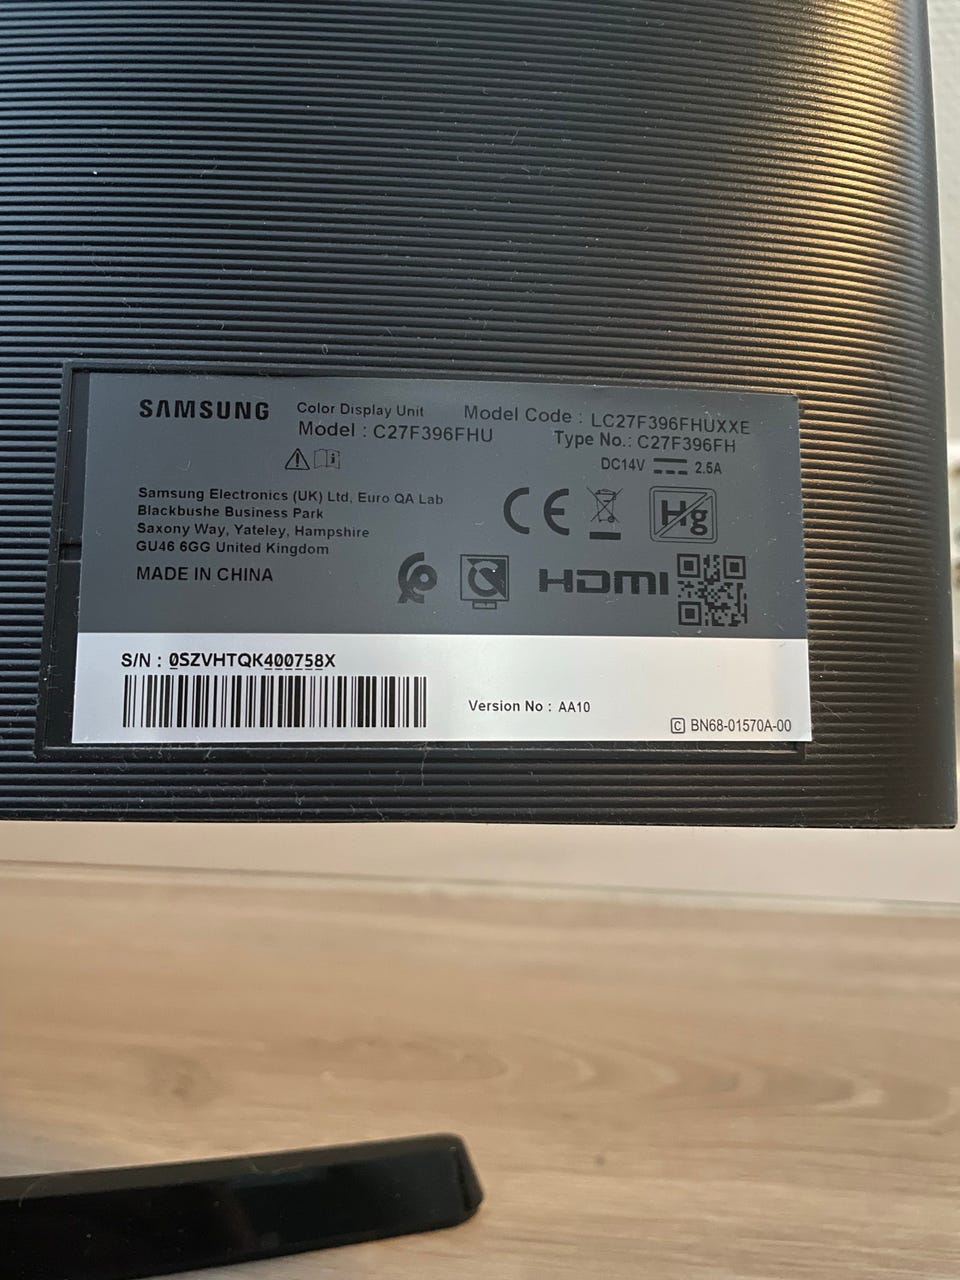 SAMSUNG
Color Display Unit
Model : C27F396FHU
Model Code : LC27F396FHUXXE
Type No.: C27F396FH
DC14V 2.5A
Samsung Electronics (UK) Ltd, Euro QA Lab
Blackbushe Business Park
Saxony Way, Yateley, Hampshire
GU46 6GG United Kingdom
MADE IN CHINA
CE
Hg
HDMI
S/N : 0SZVHTQK400758X
Version No : AA10
C BN68-01570A-00